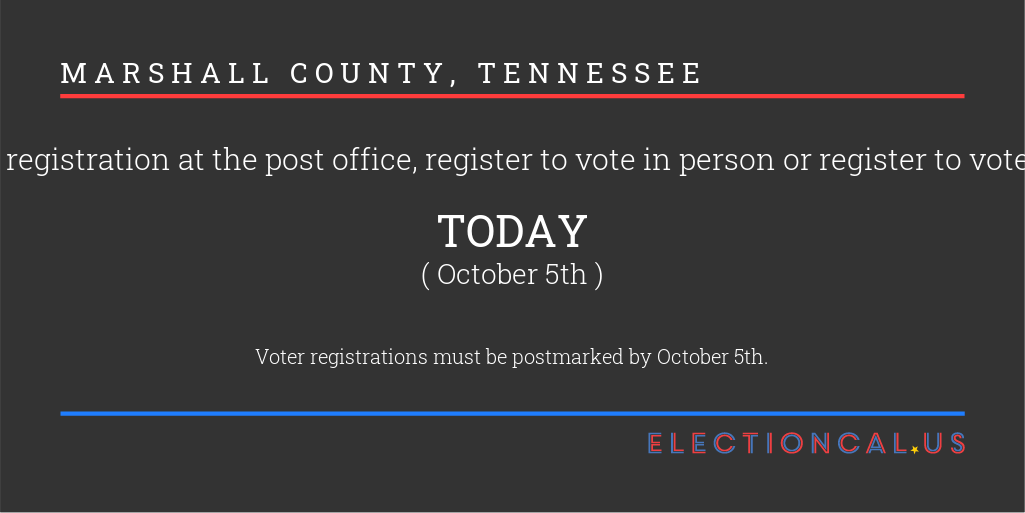 MARSHALL COUNTY, TENNESSEE
registration at the post office, register to vote in person or register to vote
TODAY
( October 5th )
Voter registrations must be postmarked by October 5th.
ELECTIONCAL.US